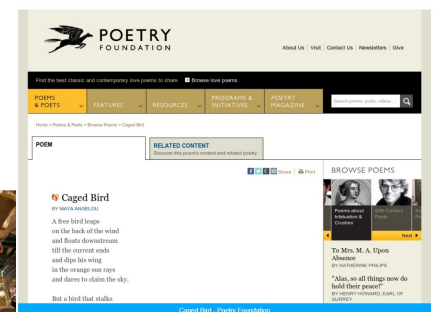 POETRY
FOUNDATION
About Us | Visit | Contact Us | Newsletters | Give
Find the best classic and contemporary love poems to share. Browse love poems.
POEMS
& POETS
FEATURES
RESOURCES
PROGRAMS &
INITIATIVES
POETRY
MAGAZINE
Search poems, poets, videos ...
Home > Poems & Poets > Browse Poems > Caged Bird
POEM
RELATED CONTENT
Discover this poem's context and related poetry.
Share | Print
Caged Bird
BY MAYA ANGELOU
A free bird leaps
on the back of the wind
and floats downstream
till the current ends
and dips his wing
in the orange sun rays
and dares to claim the sky.
But a bird that stalks
BROWSE POEMS
Poems about
Infatuation &
Crushes
20th Century
Poets
Next
To Mrs. M. A. Upon
Absence
BY KATHERINE PHILIPS
"Alas, so all things now do
hold their peace!"
BY HENRY HOWARD, EARL OF
SURREY
Caged Bird - Poetry Foundation